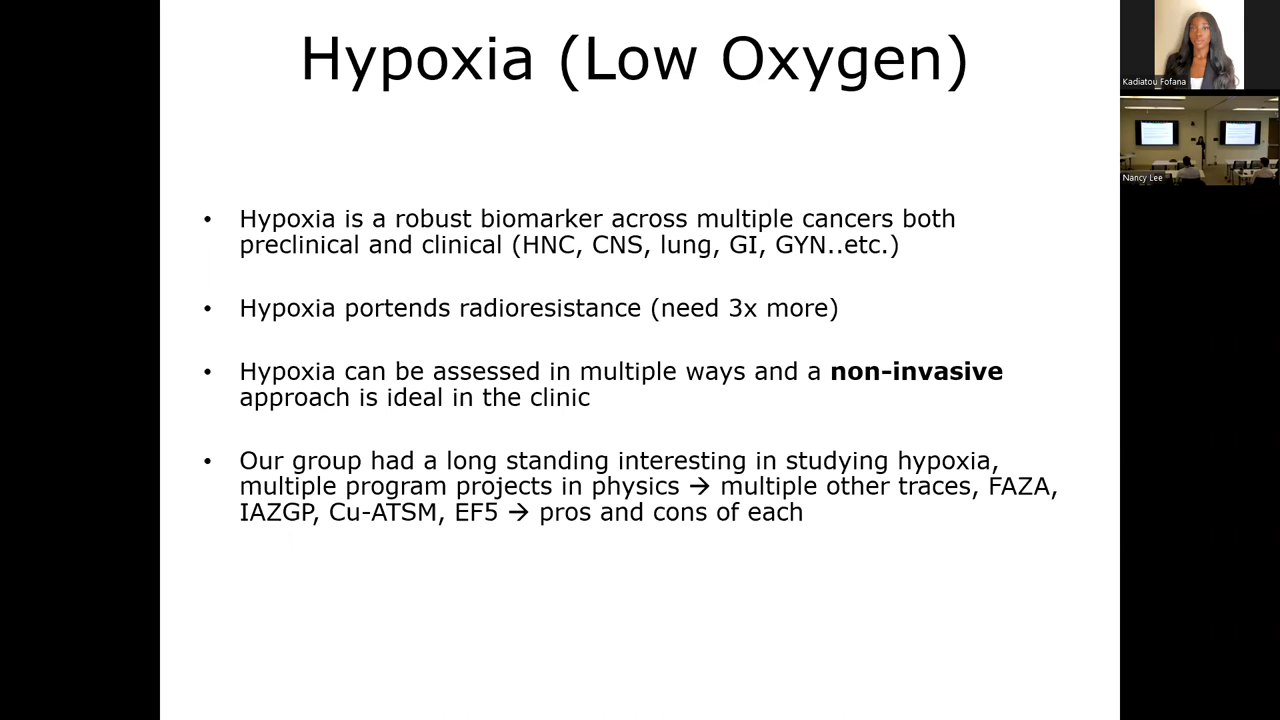 Hypoxia (Low Oxygen)
• Hypoxia is a robust biomarker across multiple cancers both
preclinical and clinical (HNC, CNS, lung, GI, GYN..etc.)
• Hypoxia portends radioresistance (need 3x more)
• Hypoxia can be assessed in multiple ways and a non-invasive
approach is ideal in the clinic
• Our group had a long standing interesting in studying hypoxia,
multiple program projects in physics → multiple other traces, FAZA,
IAZGP, Cu-ATSM, EF5 → pros and cons of each
Kadiatou Fofana
Nancy Lee